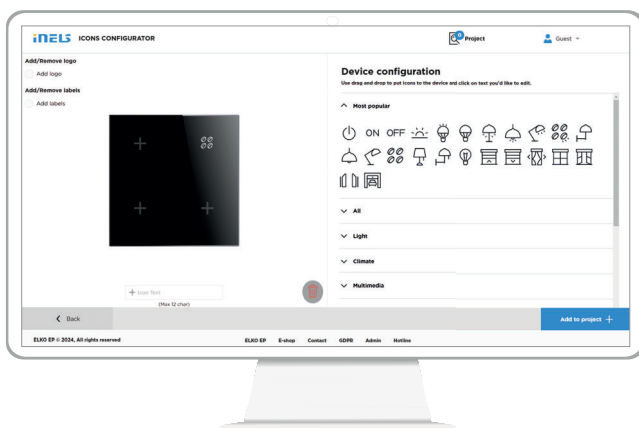 iNELS ICONS CONFIGURATOR
0
Project
Guest
Add/Remove logo
Add logo
Add/Remove labels
Add labels
Device configuration
Use drag and drop to put icons to the device and click on text you'd like to edit.
Most popular
ON OFF
All
Light
Climate
Multimedia
+ Icon Text
(Max 12 char)
Back
Add to project +
ELKO EP © 2024, All rights reserved
ELKO EP E-shop Contact GDPR Admin Hotline